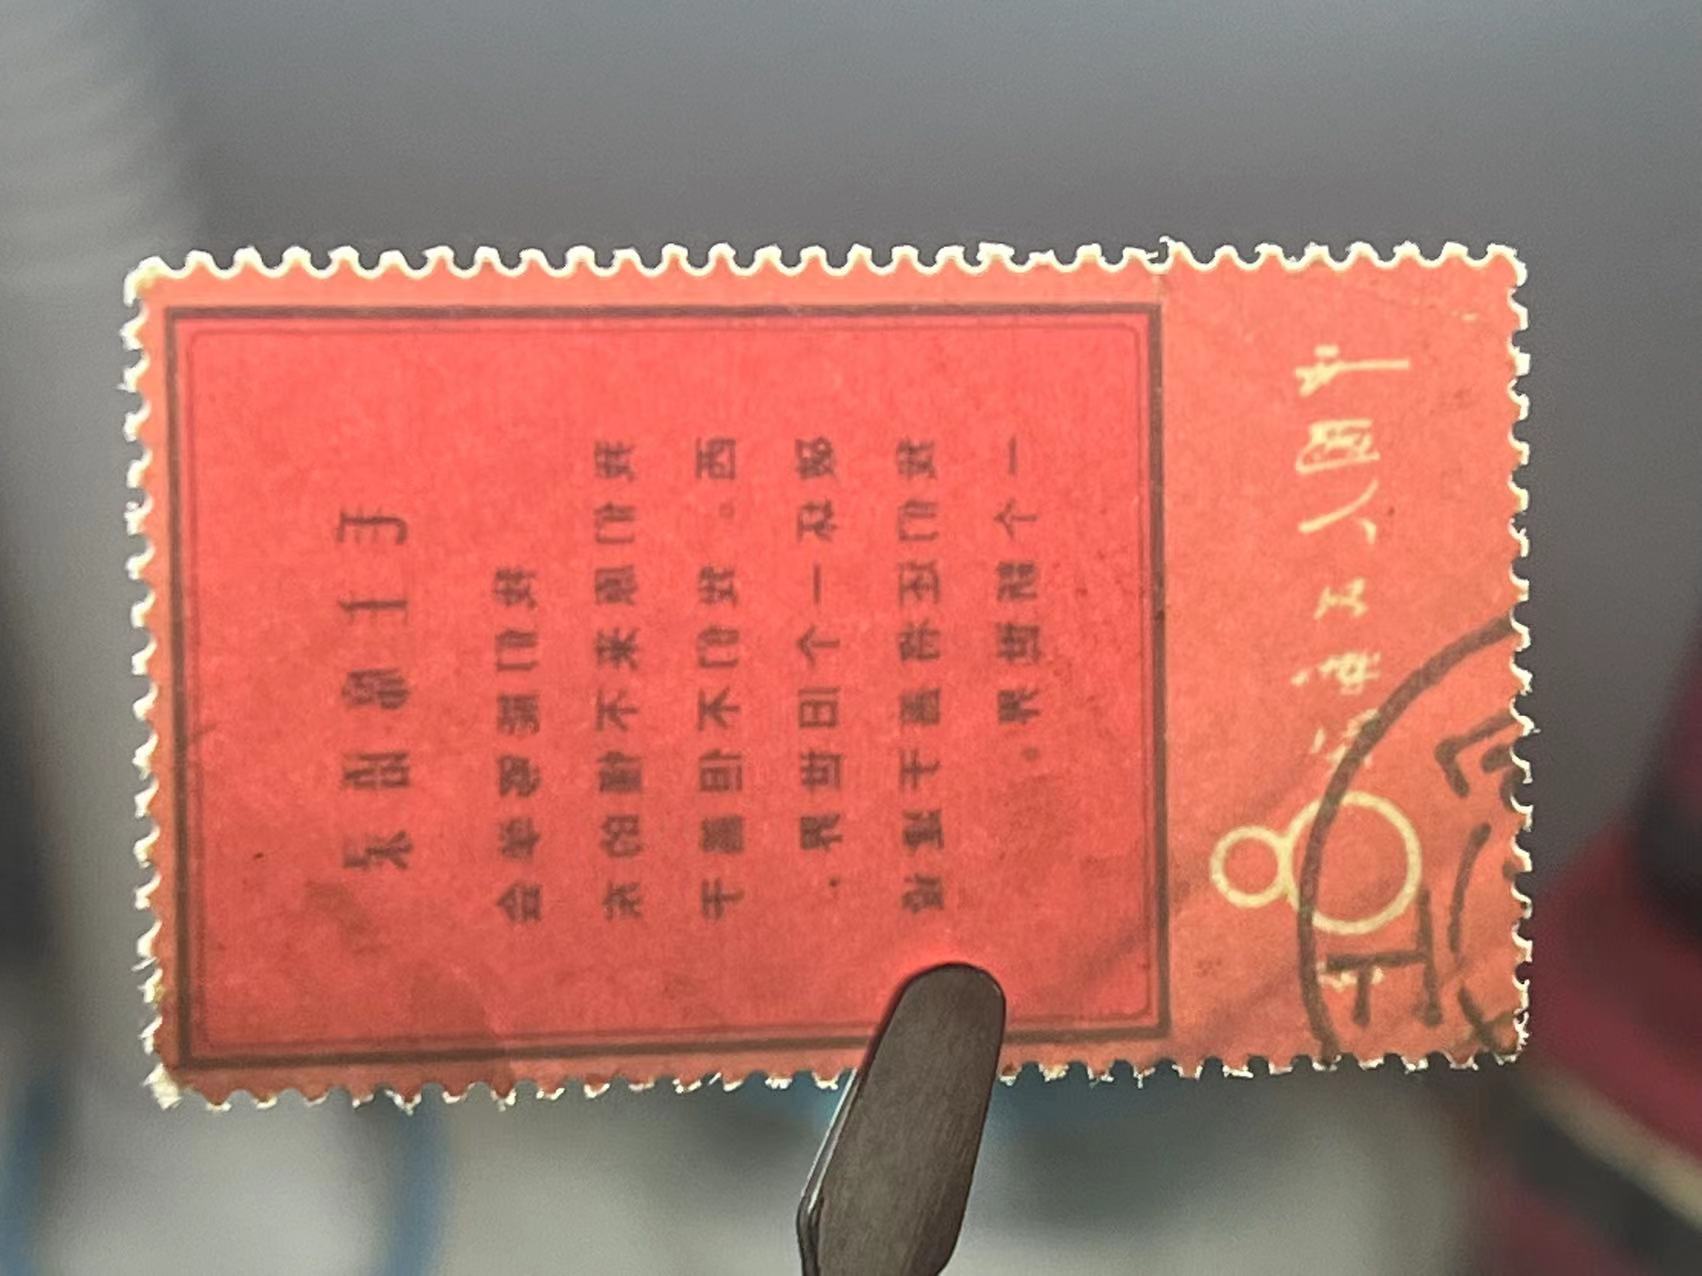 毛主席语录
我们能够学会
我们原来不懂的东
西。我们不但善于
破坏一个旧世界，
我们还将善于建设
一个新世界。
中国人民邮政 8 分